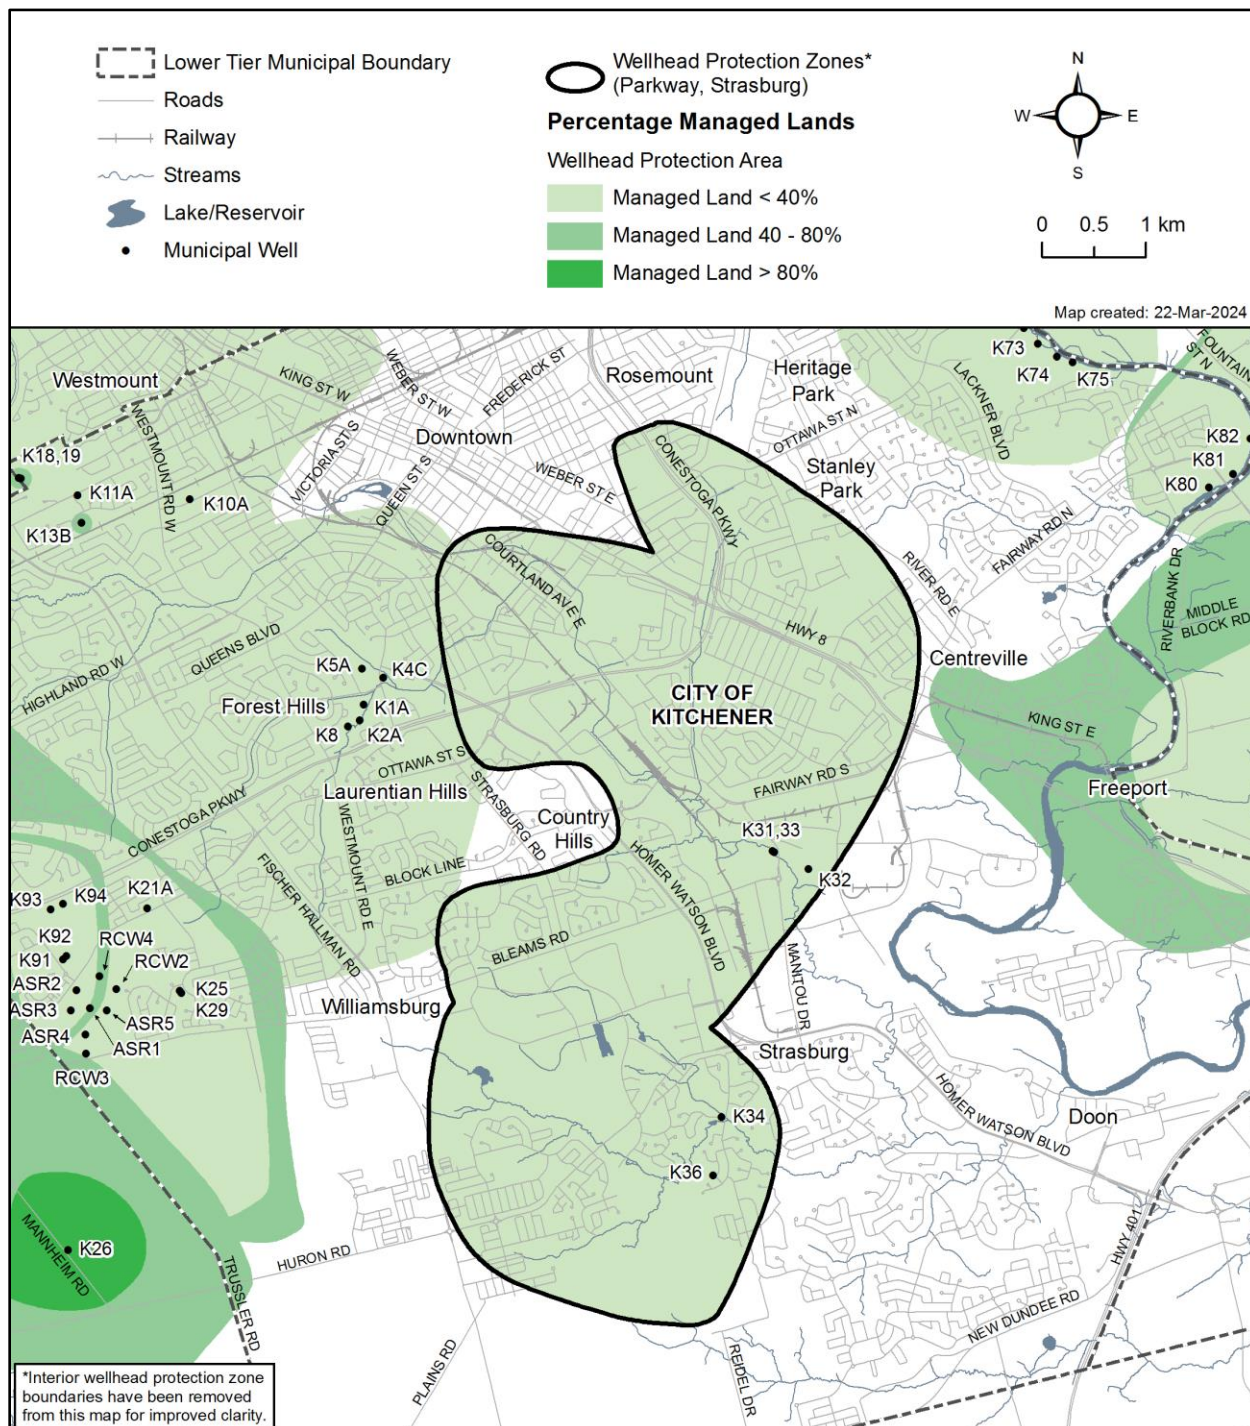 Lower Tier Municipal Boundary
Roads
Railway
Streams
Lake/Reservoir
Municipal Well
Wellhead Protection Zones*
(Parkway, Strasburg)
Percentage Managed Lands
Wellhead Protection Area
Managed Land < 40%
Managed Land 40 - 80%
Managed Land > 80%
N
W
E
S
0 0.5 1 km
Map created: 22-Mar-2024
Westmount
KING ST W
WEBER ST W
FREDERICK ST
Rosemount
Heritage
Park
K73
K74
K75
LACKNER BLVD
FOUNTAIN
ST N
WESTMOUNT RD W
VICTORIA ST S
Downtown
QUEEN ST S
WEBER ST E
CONESTOGA PKWY
OTTAWA ST N
Stanley
Park
K82
K81
K80
K18,19
K11A
K10A
K13B
COURTLAND AVE E
RIVER RD E
FAIRWAY RD N
RIVERBANK DR
MIDDLE
BLOCK RD
HIGHLAND RD W
QUEENS BLVD
HWY 8
Centreville
K5A
K4C
Forest Hills
K1A
K8
K2A
CITY OF
KITCHENER
KING ST E
OTTAWA ST S
Laurentian Hills
STRASBURG RD
FAIRWAY RD S
Freeport
CONESTOGA PKWY
WESTMOUNT RD E
Country
Hills
K31,33
K32
FISCHER HALLMAN RD
BLOCK LINE
HOMER WATSON BLVD
K93
K94
K21A
K92
K91
RCW4
RCW2
BLEAMS RD
MANITOU DR
ASR2
K25
ASR3
K29
ASR5
ASR4
ASR1
RCW3
Williamsburg
Strasburg
HOMER WATSON BLVD
Doon
K34
K36
K26
MANNHEIM RD
TRUSSLER RD
HURON RD
HWY 401
NEW DUNDEE RD
PLAINS RD
REIDEL DR
*Interior wellhead protection zone
boundaries have been removed
from this map for improved clarity.